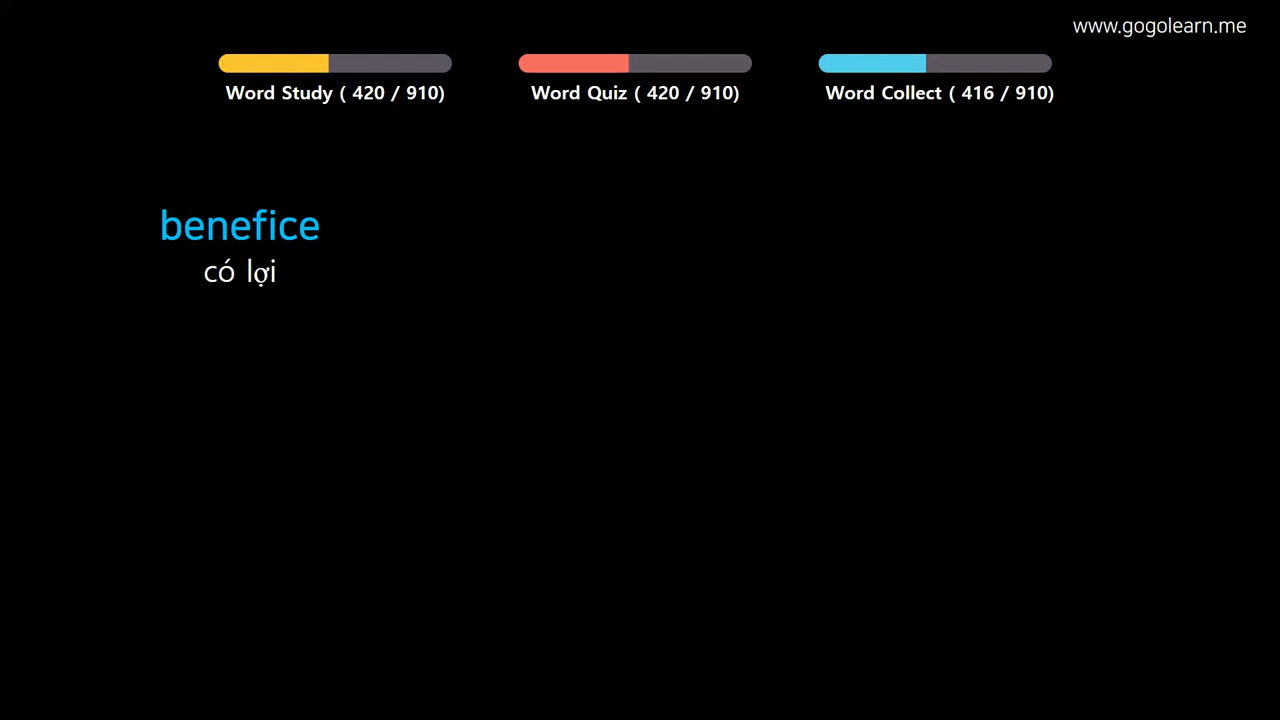 www.gogolearn.me
Word Study ( 420 / 910)
Word Quiz ( 420 / 910)
Word Collect ( 416 / 910)
benefice
có lợi